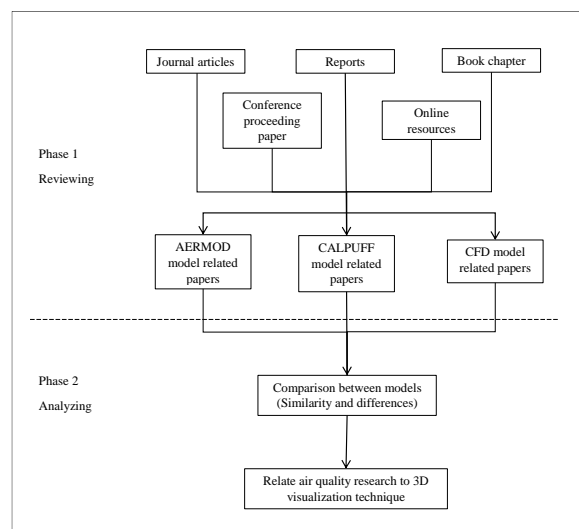 Journal articles
Reports
Book chapter
Conference
proceeding
paper
Online
resources
Phase 1
Reviewing
AERMOD
model related
papers
CALPUFF
model related
papers
CFD model
related papers
Phase 2
Analyzing
Comparison between models
(Similarity and differences)
Relate air quality research to 3D
visualization technique